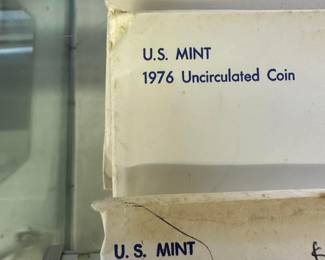 U.S. MINT
1976 Uncirculated Coin
U.S. MINT